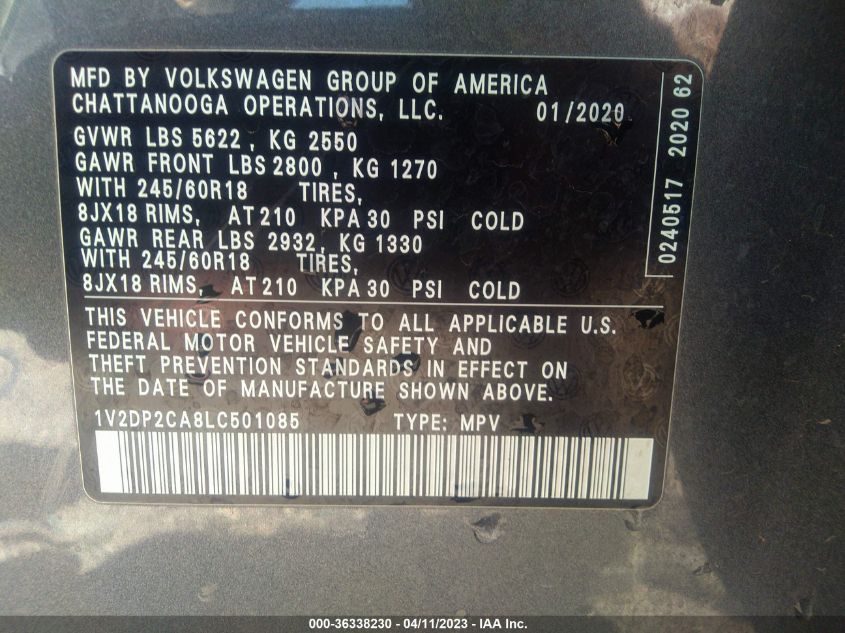 MFD BY VOLKSWAGEN GROUP OF AMERICA
CHATTANOOGA OPERATIONS, LLC. 01/2020
GVWR LBS 5622 , KG 2550
GAWR FRONT LBS 2800 , KG 1270
WITH 245/60R18 TIRES,
8JX18 RIMS, AT 210 KPA 30 PSI COLD
GAWR REAR LBS 2932, KG 1330
WITH 245/60R18 TIRES,
8JX18 RIMS, AT 210 KPA 30 PSI COLD
0240517 2020 62
THIS VEHICLE CONFORMS TO ALL APPLICABLE U.S.
FEDERAL MOTOR VEHICLE SAFETY AND
THEFT PREVENTION STANDARDS IN EFFECT ON
THE DATE OF MANUFACTURE SHOWN ABOVE.
1V2DP2CA8LC501085 TYPE: MPV
000-36338230 - 04/11/2023 - IAA Inc.